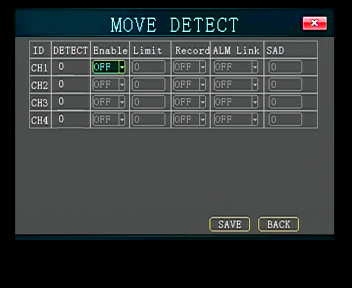 MOVE DETECT
ID DETECT Enable Limit Record ALM Link SAD
CH1 0 OFF 0 OFF OFF 0
CH2 0 OFF 0 OFF OFF 0
CH3 0 OFF 0 OFF OFF 0
CH4 0 OFF 0 OFF OFF 0
SAVE BACK